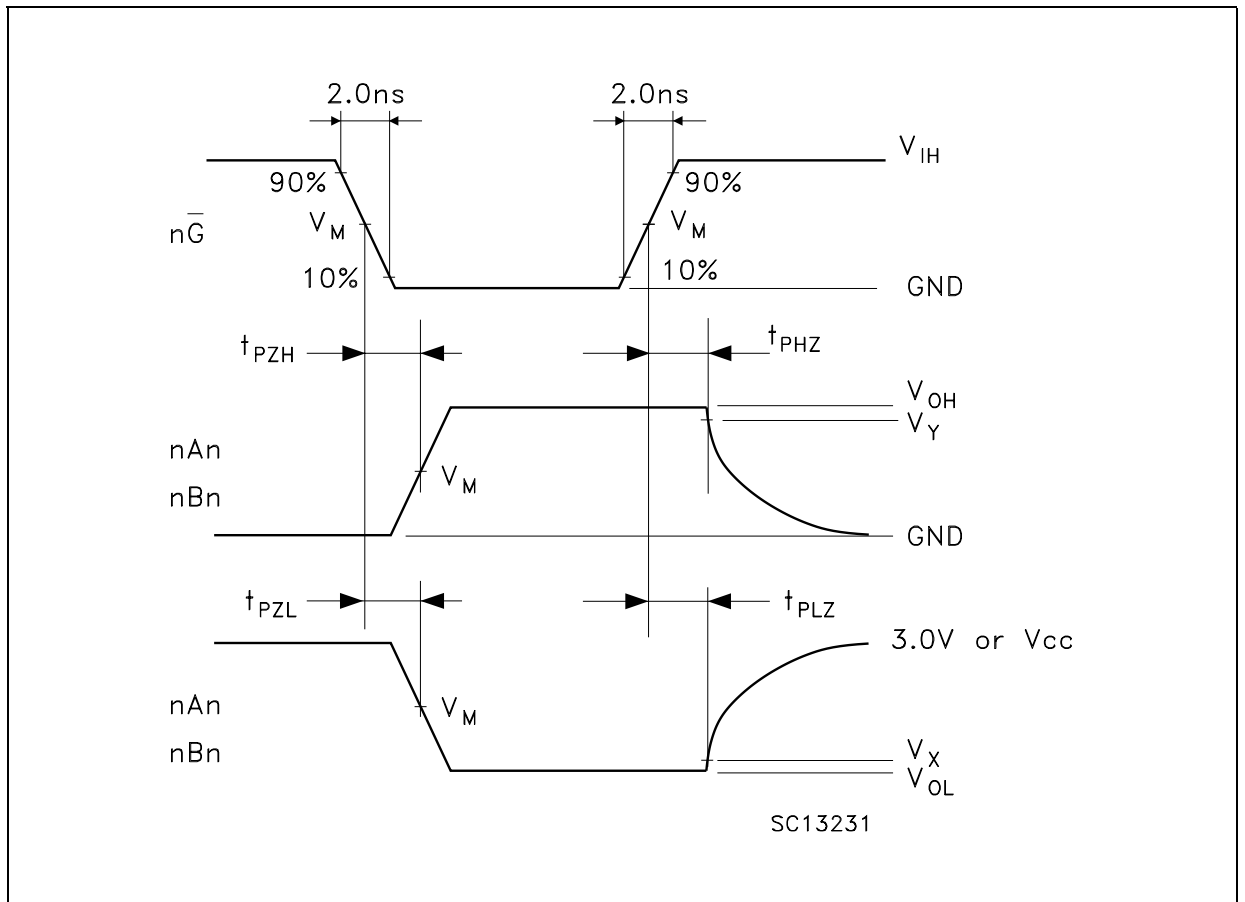 2.0ns 2.0ns
V_IH
90% 90%
nG̅ V_M V_M
10% 10%
GND
t_PZH t_PHZ
V_OH
V_Y
nAn
V_M
nBn
GND
t_PZL t_PLZ
3.0V or Vcc
nAn V_M
nBn V_X
V_OL
SC13231